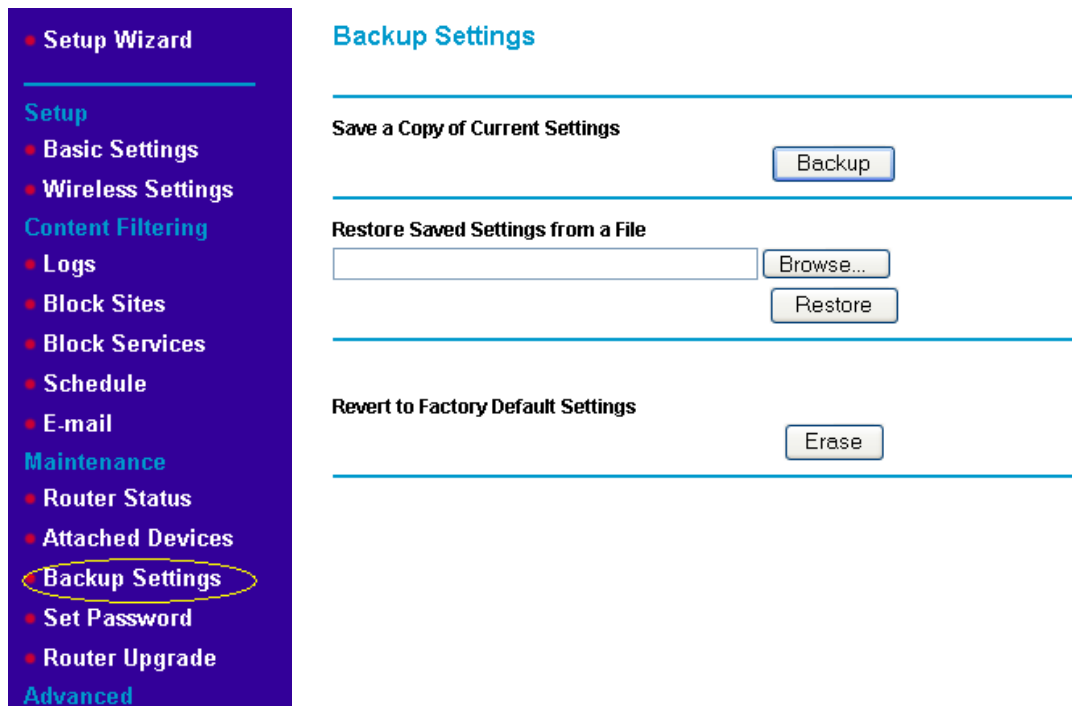 Setup Wizard
Setup
Basic Settings
Wireless Settings
Content Filtering
Logs
Block Sites
Block Services
Schedule
E-mail
Maintenance
Router Status
Attached Devices
Backup Settings
Set Password
Router Upgrade
Advanced
Backup Settings
Save a Copy of Current Settings
Backup
Restore Saved Settings from a File
Browse...
Restore
Revert to Factory Default Settings
Erase